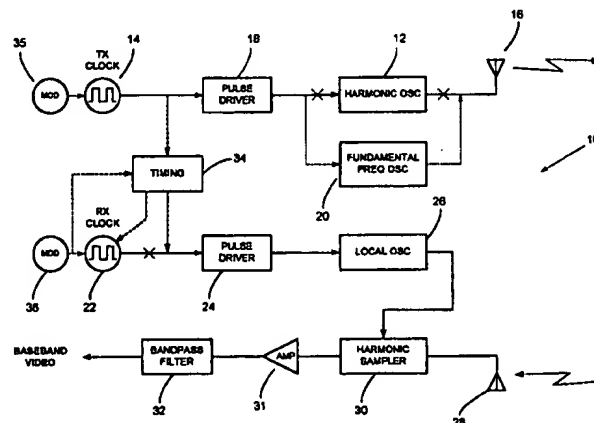 35
TX
CLOCK
14
18
12
16
MOD
PULSE
DRIVER
HARMONIC OSC
FUNDAMENTAL
FREQ OSC
TIMING
34
20
10
RX
CLOCK
26
MOD
PULSE
DRIVER
LOCAL OSC
36
22
24
BASEBAND
VIDEO
BANDPASS
FILTER
AMP
HARMONIC
SAMPLER
32
31
30
28